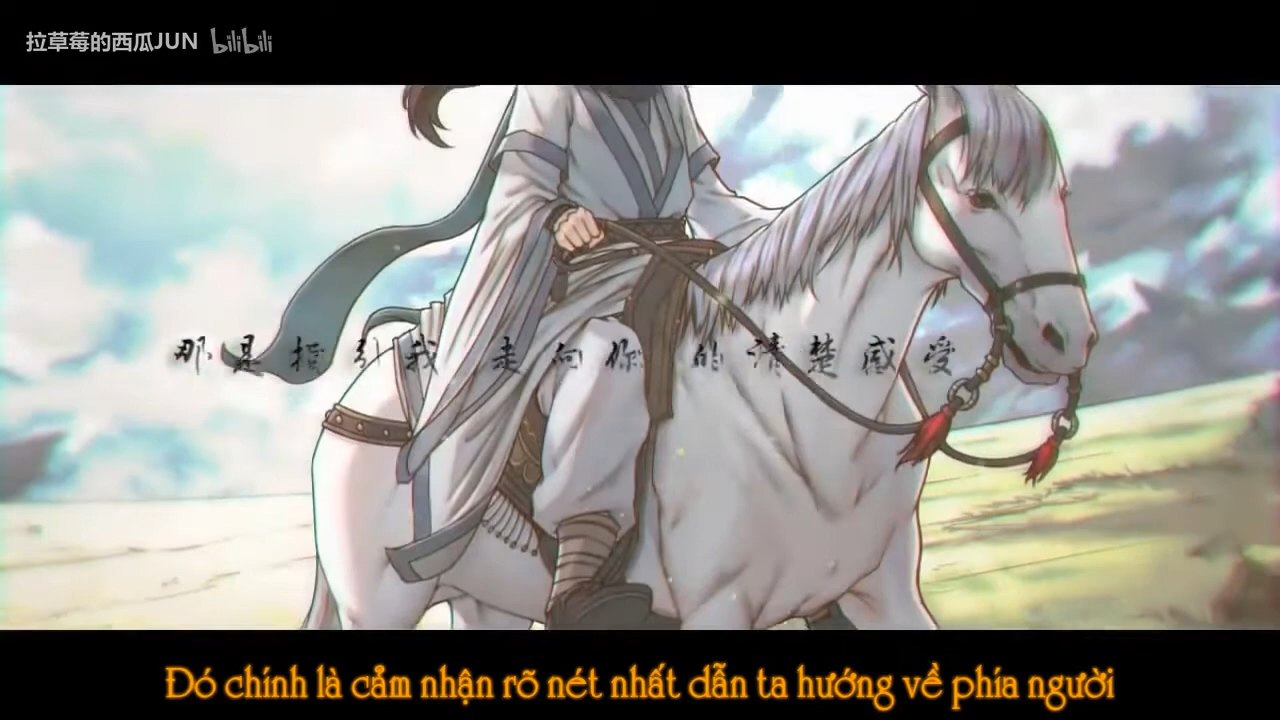 拉草莓的西瓜JUN bilibili
那是指引我 走向你 的清楚感受
Đó chính là cảm nhận rõ nét nhất dẫn ta hướng về phía người